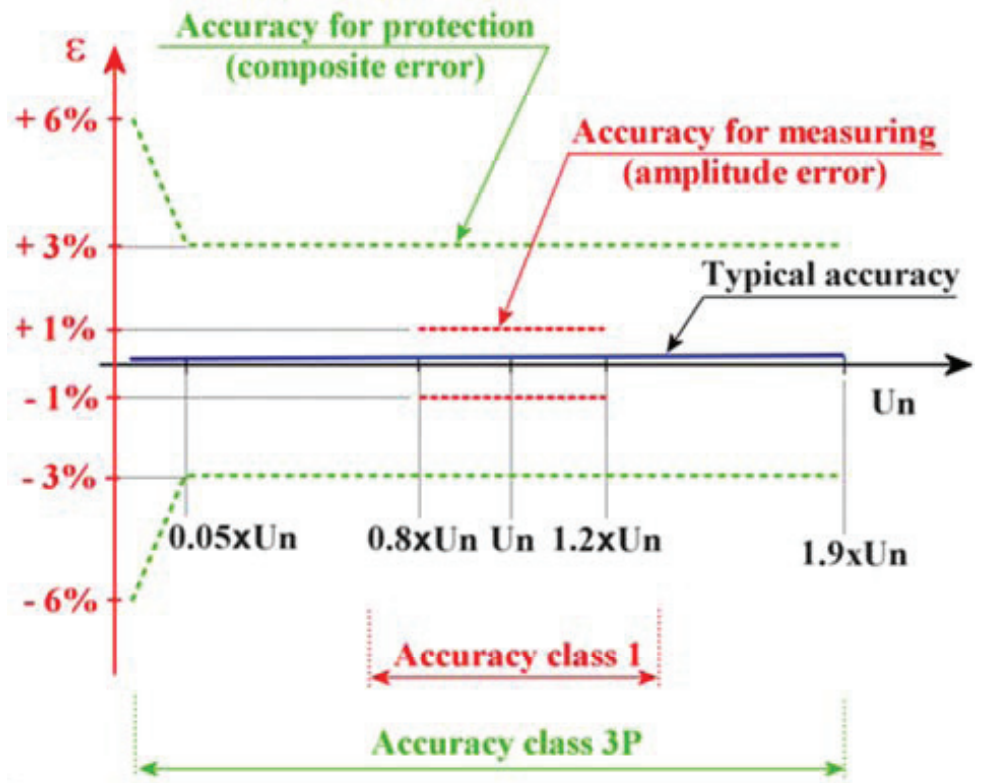 Accuracy for protection
(composite error)
ε
+ 6%
Accuracy for measuring
(amplitude error)
+ 3%
Typical accuracy
+ 1%
- 1%
Un
- 3%
0.05xUn
0.8xUn
Un
1.2xUn
1.9xUn
- 6%
Accuracy class 1
Accuracy class 3P